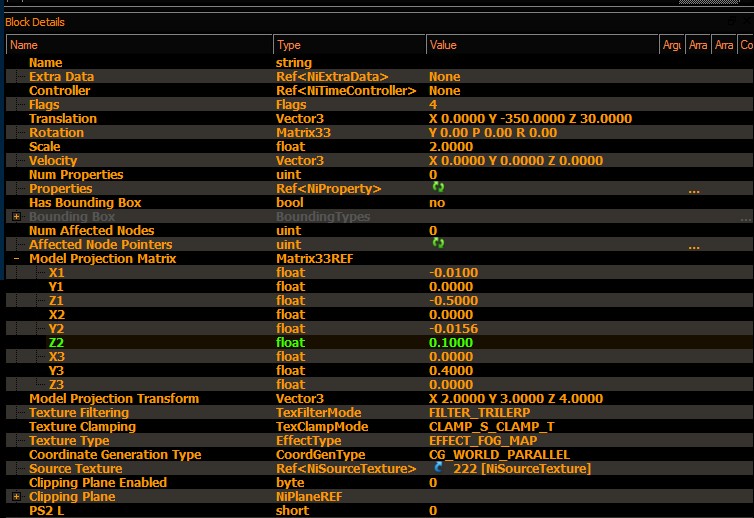 Block Details
Name Type Value Argu Arra Arra Co
Name string
Extra Data Ref<NiExtraData> None
Controller Ref<NiTimeController> None
Flags Flags 4
Translation Vector3 X 0.0000 Y -350.0000 Z 30.0000
Rotation Matrix33 Y 0.00 P 0.00 R 0.00
Scale float 2.0000
Velocity Vector3 X 0.0000 Y 0.0000 Z 0.0000
Num Properties uint 0
Properties Ref<NiProperty> ...
Has Bounding Box bool no
Bounding Box BoundingTypes ...
Num Affected Nodes uint 0
Affected Node Pointers uint ...
Model Projection Matrix Matrix33REF
X1 float -0.0100
Y1 float 0.0000
Z1 float -0.5000
X2 float 0.0000
Y2 float -0.0156
Z2 float 0.1000
X3 float 0.0000
Y3 float 0.4000
Z3 float 0.0000
Model Projection Transform Vector3 X 2.0000 Y 3.0000 Z 4.0000
Texture Filtering TexFilterMode FILTER_TRILERP
Texture Clamping TexClampMode CLAMP_S_CLAMP_T
Texture Type EffectType EFFECT_FOG_MAP
Coordinate Generation Type CoordGenType CG_WORLD_PARALLEL
Source Texture Ref<NiSourceTexture> 222 [NiSourceTexture]
Clipping Plane Enabled byte 0
Clipping Plane NiPlaneREF
PS2 L short 0